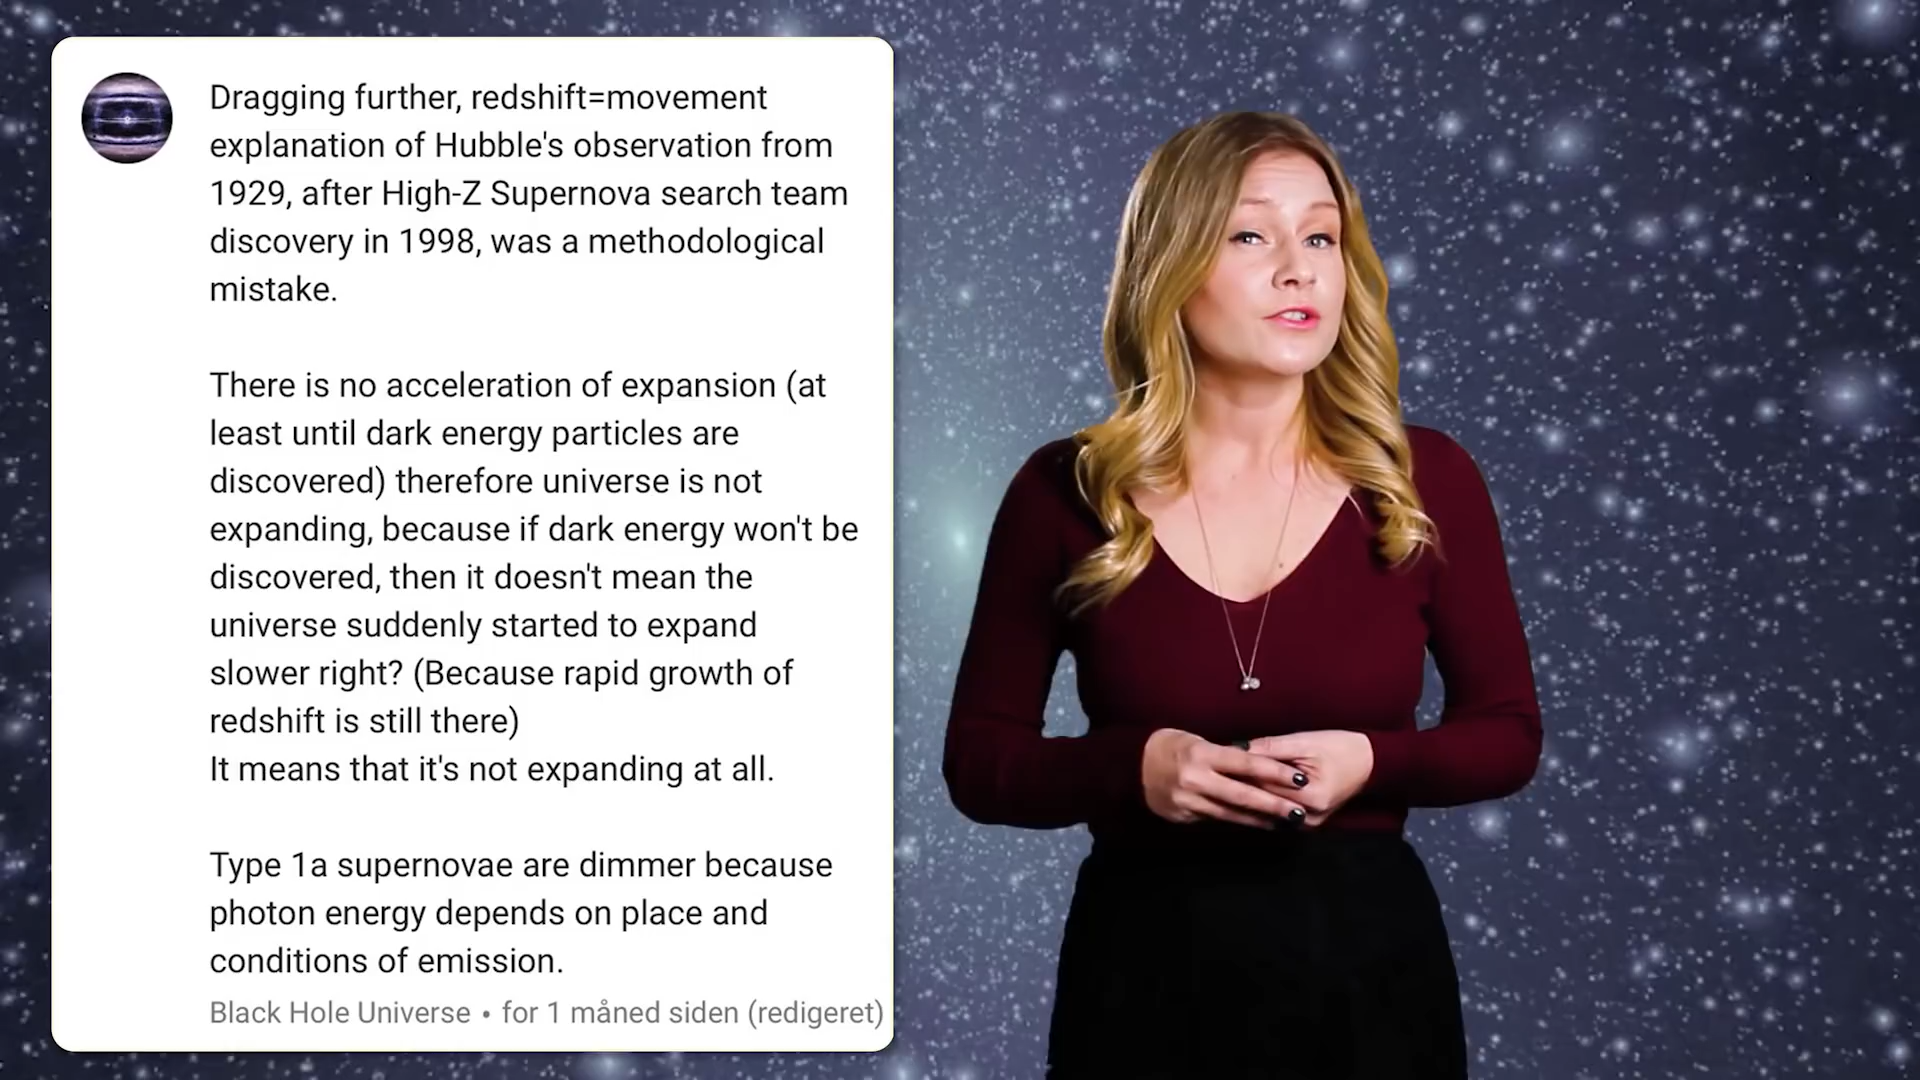 Dragging further, redshift=movement
explanation of Hubble's observation from
1929, after High-Z Supernova search team
discovery in 1998, was a methodological
mistake.
There is no acceleration of expansion (at
least until dark energy particles are
discovered) therefore universe is not
expanding, because if dark energy won't be
discovered, then it doesn't mean the
universe suddenly started to expand
slower right? (Because rapid growth of
redshift is still there)
It means that it's not expanding at all.
Type 1a supernovae are dimmer because
photon energy depends on place and
conditions of emission.
Black Hole Universe • for 1 måned siden (redigeret)